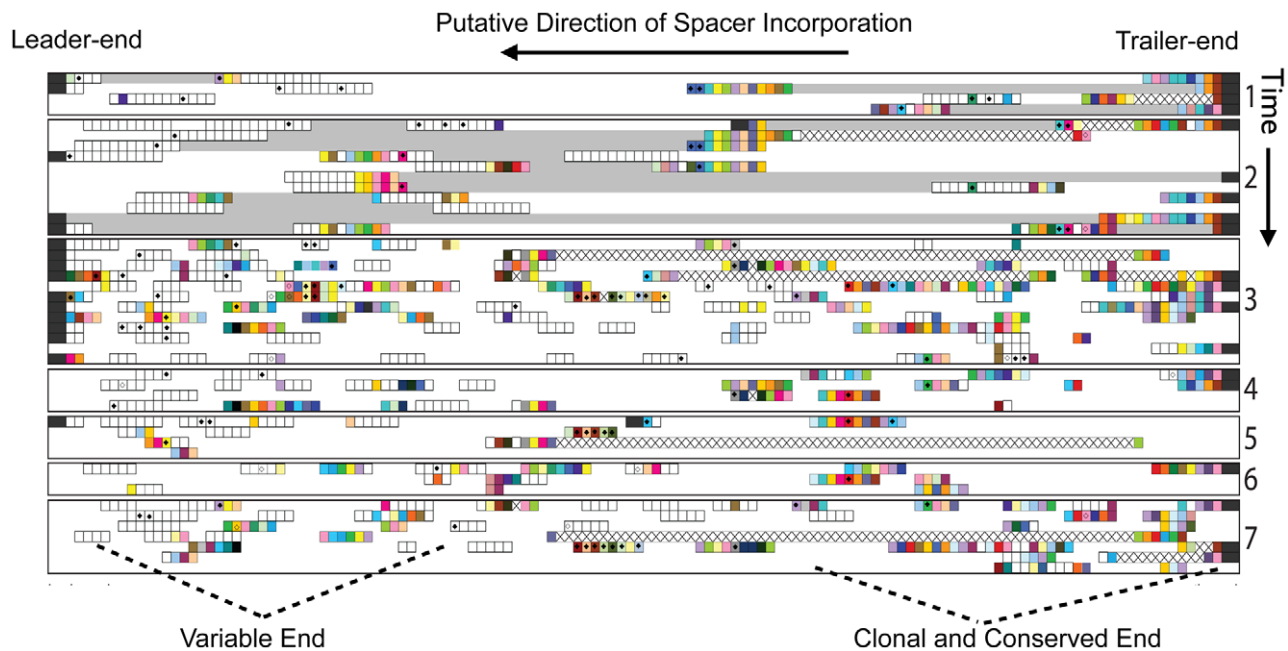 Putative Direction of Spacer Incorporation
Leader-end
Trailer-end
Time
1
2
3
4
5
6
7
Variable End
Clonal and Conserved End